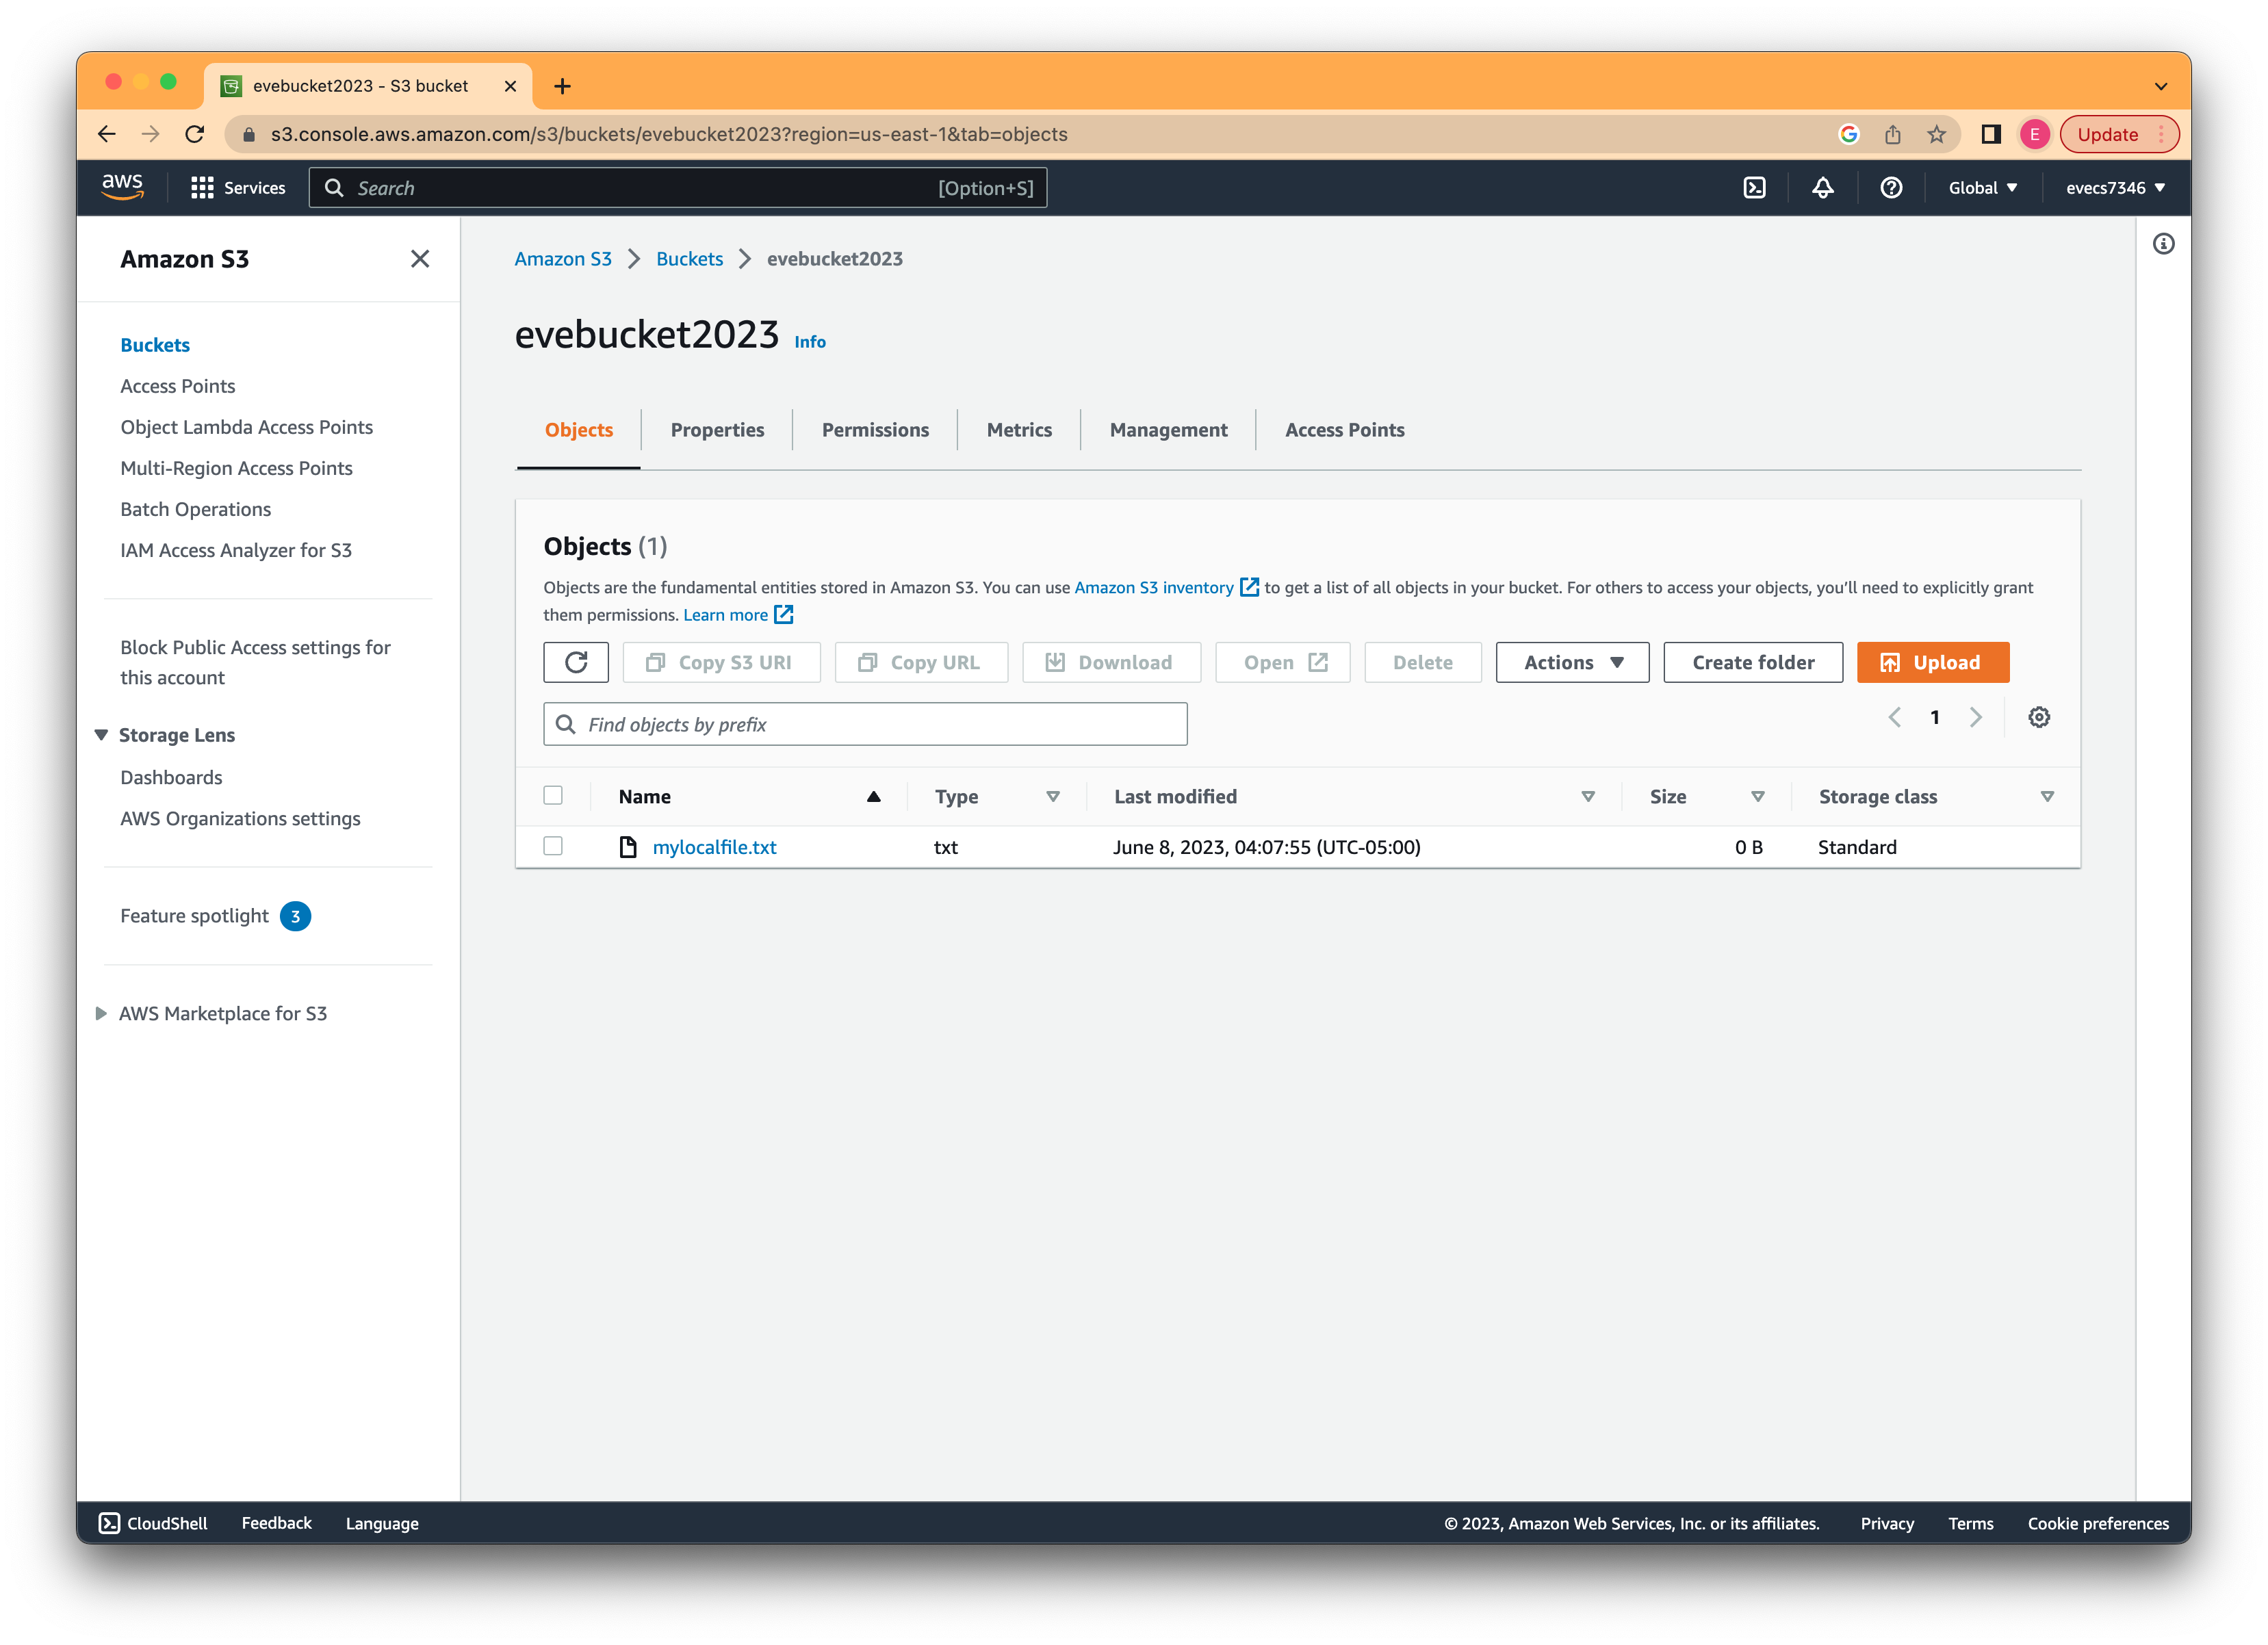 evebucket2023 - S3 bucket
s3.console.aws.amazon.com/s3/buckets/evebucket2023?region=us-east-1&tab=objects
E
Update
aws
Services
Search
[Option+S]
Global
evecs7346
Amazon S3
Buckets
Access Points
Object Lambda Access Points
Multi-Region Access Points
Batch Operations
IAM Access Analyzer for S3
Block Public Access settings for
this account
Storage Lens
Dashboards
AWS Organizations settings
Feature spotlight 3
AWS Marketplace for S3
Amazon S3 > Buckets > evebucket2023
evebucket2023 Info
Objects
Properties
Permissions
Metrics
Management
Access Points
Objects (1)
Objects are the fundamental entities stored in Amazon S3. You can use Amazon S3 inventory to get a list of all objects in your bucket. For others to access your objects, you’ll need to explicitly grant
them permissions. Learn more
Copy S3 URI
Copy URL
Download
Open
Delete
Actions
Create folder
Upload
Find objects by prefix
1
Name
Type
Last modified
Size
Storage class
mylocalfile.txt
txt
June 8, 2023, 04:07:55 (UTC-05:00)
0 B
Standard
CloudShell
Feedback
Language
© 2023, Amazon Web Services, Inc. or its affiliates.
Privacy
Terms
Cookie preferences